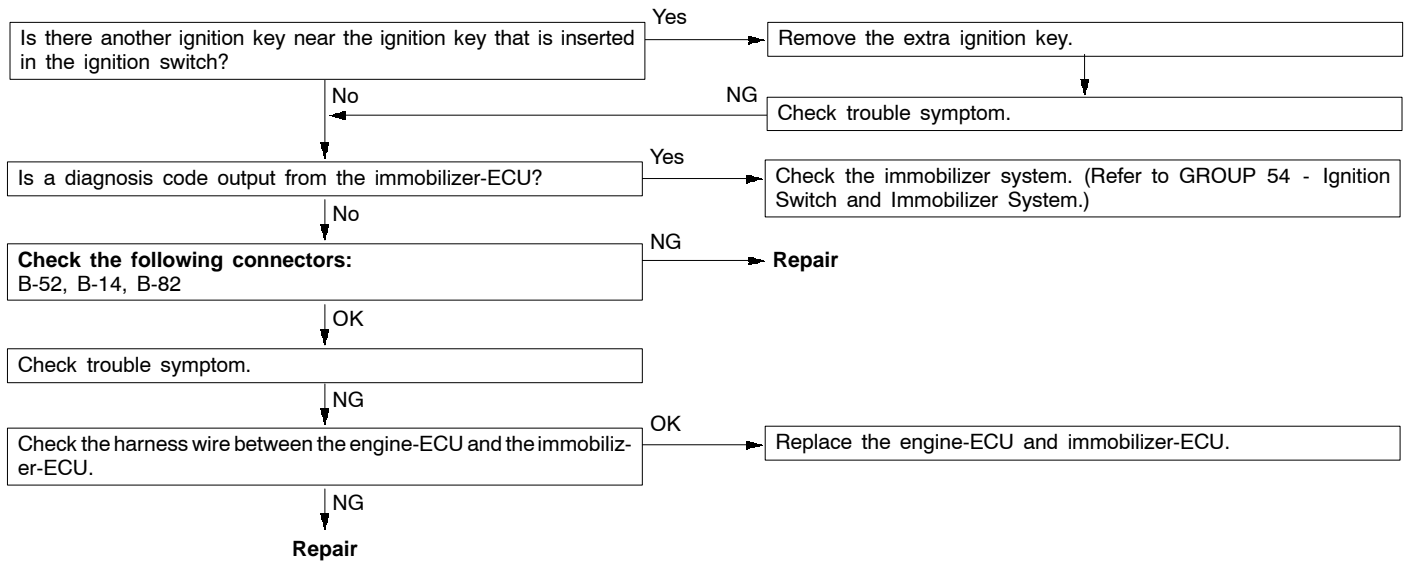 Is there another ignition key near the ignition key that is inserted
in the ignition switch?
Yes
Remove the extra ignition key.
No
NG
Check trouble symptom.
Is a diagnosis code output from the immobilizer-ECU?
Yes
Check the immobilizer system. (Refer to GROUP 54 - Ignition
Switch and Immobilizer System.)
No
Check the following connectors:
B-52, B-14, B-82
NG
Repair
OK
Check trouble symptom.
NG
Check the harness wire between the engine-ECU and the immobiliz-
er-ECU.
OK
Replace the engine-ECU and immobilizer-ECU.
NG
Repair